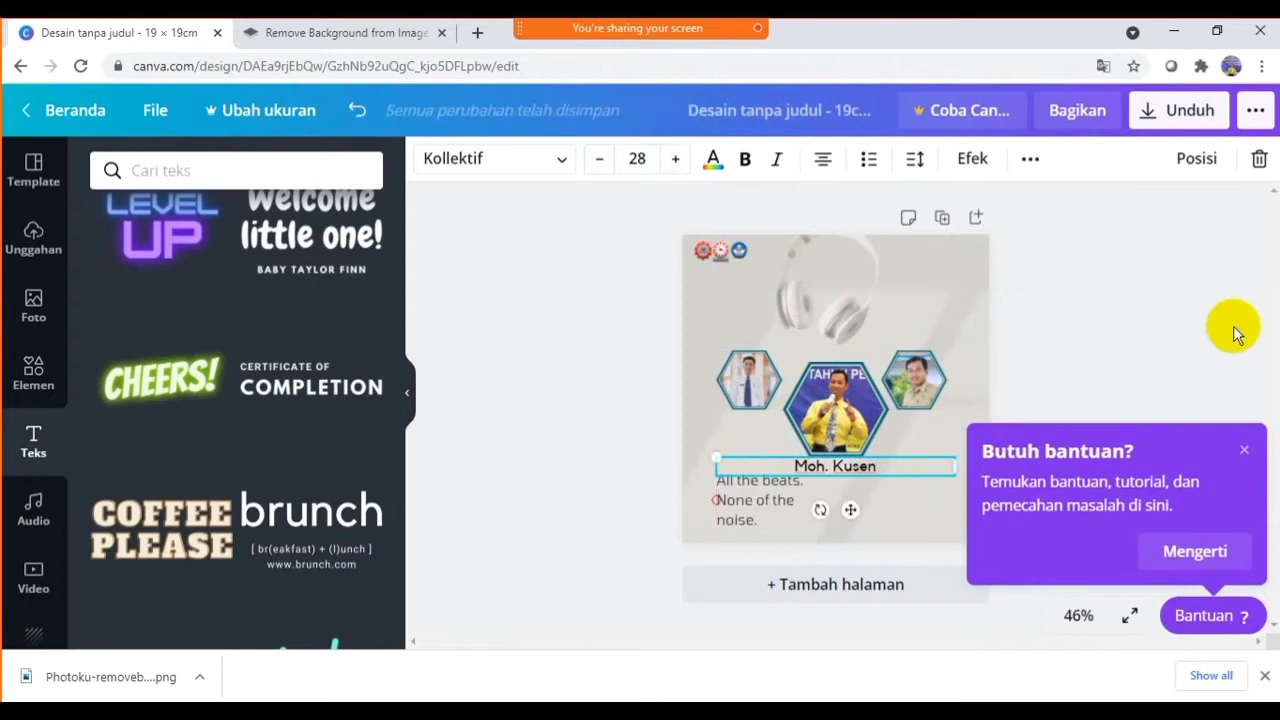 Desain tanpa judul - 19 × 19cm
Remove Background from Image
You're sharing your screen
canva.com/design/DAEa9rjEbQw/GzhNb92uQgC_kjo5DFLpbw/edit
Beranda
File
Ubah ukuran
Semua perubahan telah disimpan
Desain tanpa judul - 19c...
Coba Can...
Bagikan
Unduh
Kollektif
28
A
B
I
Efek
Posisi
Template
Unggahan
Foto
Elemen
Teks
Audio
Video
Cari teks
LEVEL
UP
Welcome
little one!
BABY TAYLOR FINN
CHEERS!
CERTIFICATE OF
COMPLETION
COFFEE
PLEASE
brunch
[ br(eakfast) + (l)unch ]
www.brunch.com
TAHAP PE
Moh. Kusen
All the beats.
None of the
noise.
+ Tambah halaman
Butuh bantuan?
Temukan bantuan, tutorial, dan
pemecahan masalah di sini.
Mengerti
46%
Bantuan ?
Photoku-removeb....png
Show all